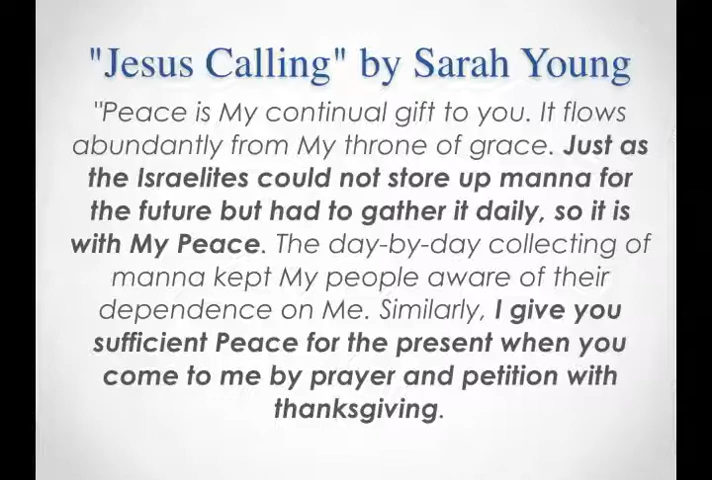 "Jesus Calling" by Sarah Young
"Peace is My continual gift to you. It flows
abundantly from My throne of grace. Just as
the Israelites could not store up manna for
the future but had to gather it daily, so it is
with My Peace. The day-by-day collecting of
manna kept My people aware of their
dependence on Me. Similarly, I give you
sufficient Peace for the present when you
come to me by prayer and petition with
thanksgiving.